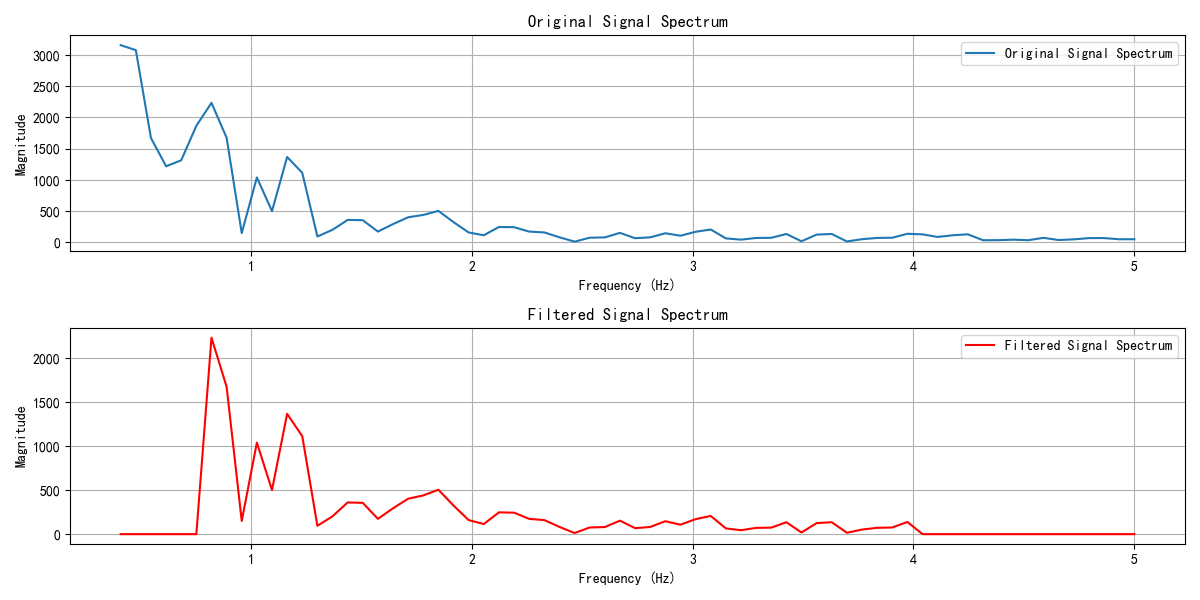 Original Signal Spectrum
Original Signal Spectrum
3000
2500
2000
1500
1000
500
0
Magnitude
1 2 3 4 5
Frequency (Hz)
Filtered Signal Spectrum
Filtered Signal Spectrum
2000
1500
1000
500
0
Magnitude
1 2 3 4 5
Frequency (Hz)